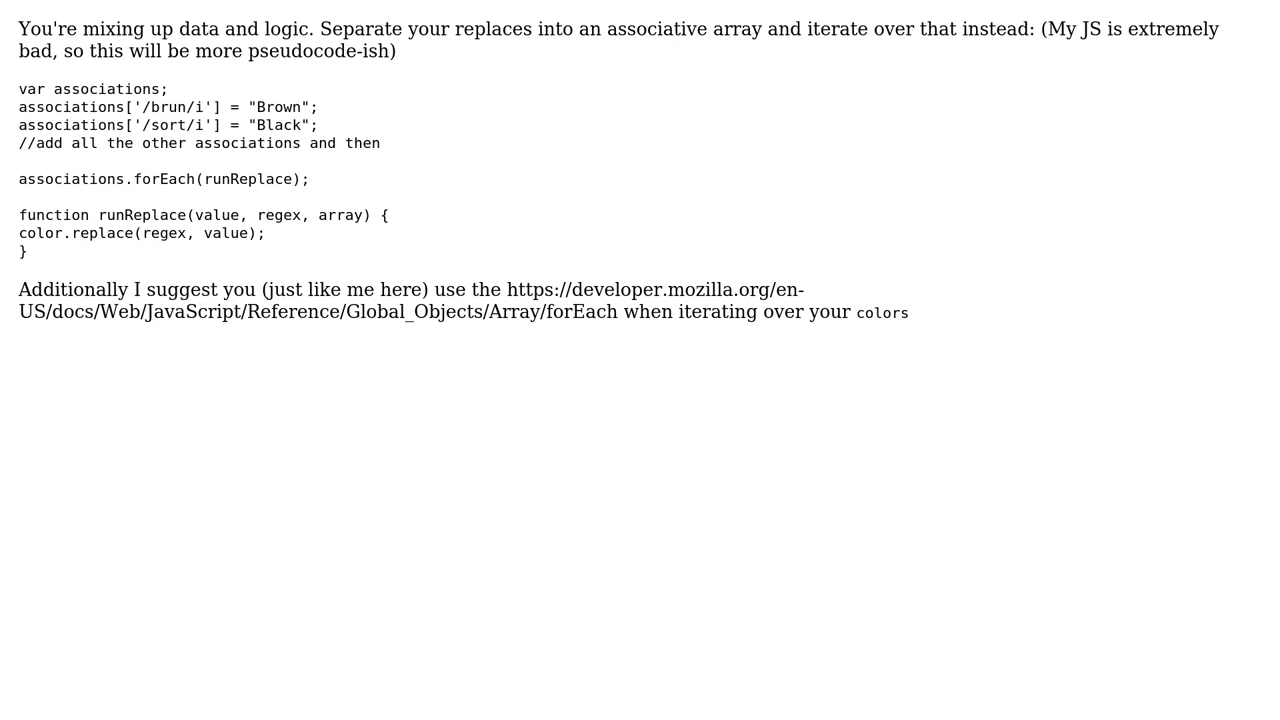 You're mixing up data and logic. Separate your replaces into an associative array and iterate over that instead: (My JS is extremely
bad, so this will be more pseudocode-ish)
var associations;
associations['/brun/i'] = "Brown";
associations['/sort/i'] = "Black";
//add all the other associations and then
associations.forEach(runReplace);
function runReplace(value, regex, array) {
color.replace(regex, value);
}
Additionally I suggest you (just like me here) use the https://developer.mozilla.org/en-
US/docs/Web/JavaScript/Reference/Global_Objects/Array/forEach when iterating over your colors